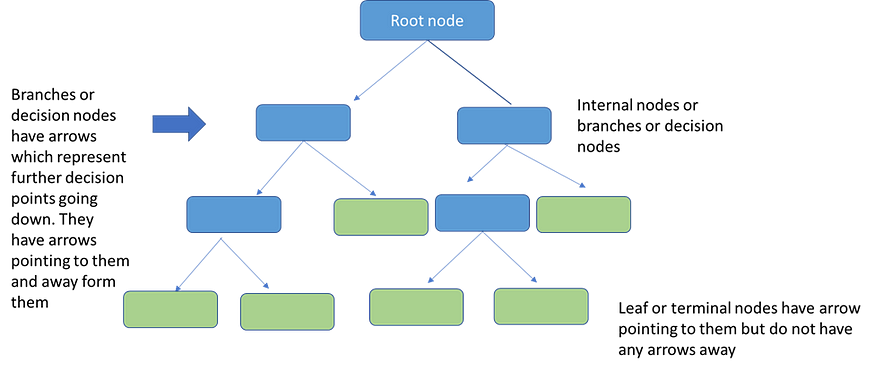 Root node
Branches or
decision nodes
have arrows
which represent
further decision
points going
down. They
have arrows
pointing to them
and away form
them
Internal nodes or
branches or decision
nodes
Leaf or terminal nodes have arrow
pointing to them but do not have
any arrows away